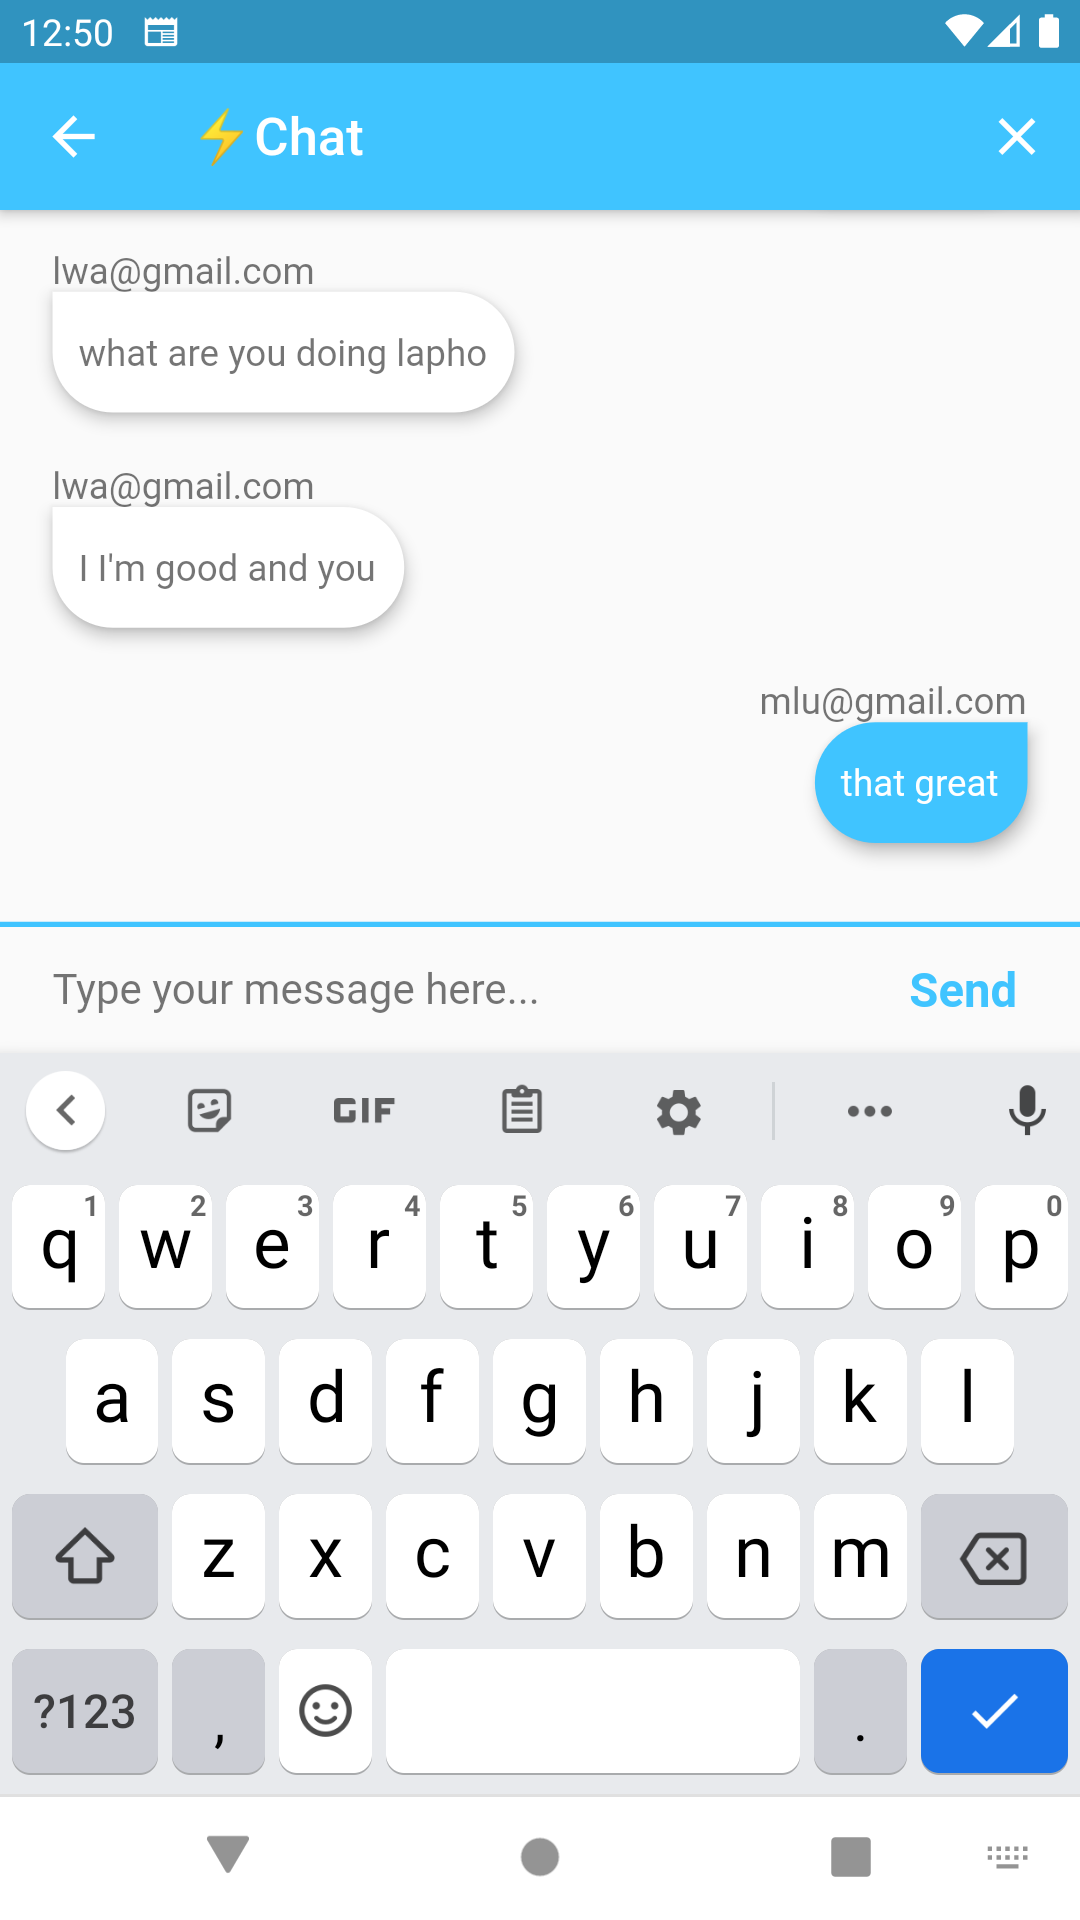 12:50
⚡Chat
lwa@gmail.com
what are you doing lapho
lwa@gmail.com
I I'm good and you
mlu@gmail.com
that great
Type your message here...
Send
GIF
1 2 3 4 5 6 7 8 9 0
q w e r t y u i o p
a s d f g h j k l
z x c v b n m
?123 , .